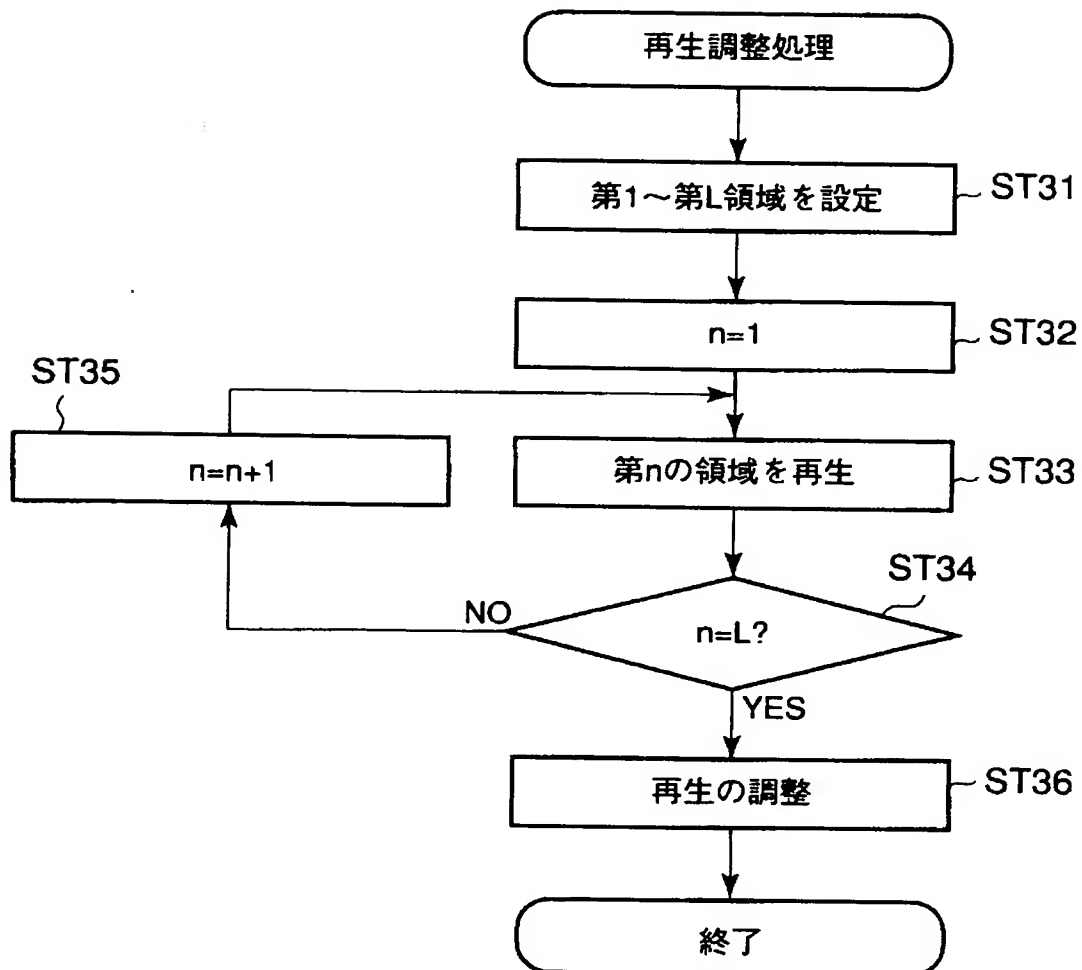 再生調整処理
第1～第L領域を設定
ST31
n=1
ST32
ST35
n=n+1
第nの領域を再生
ST33
ST34
NO
n=L?
YES
再生の調整
ST36
終了